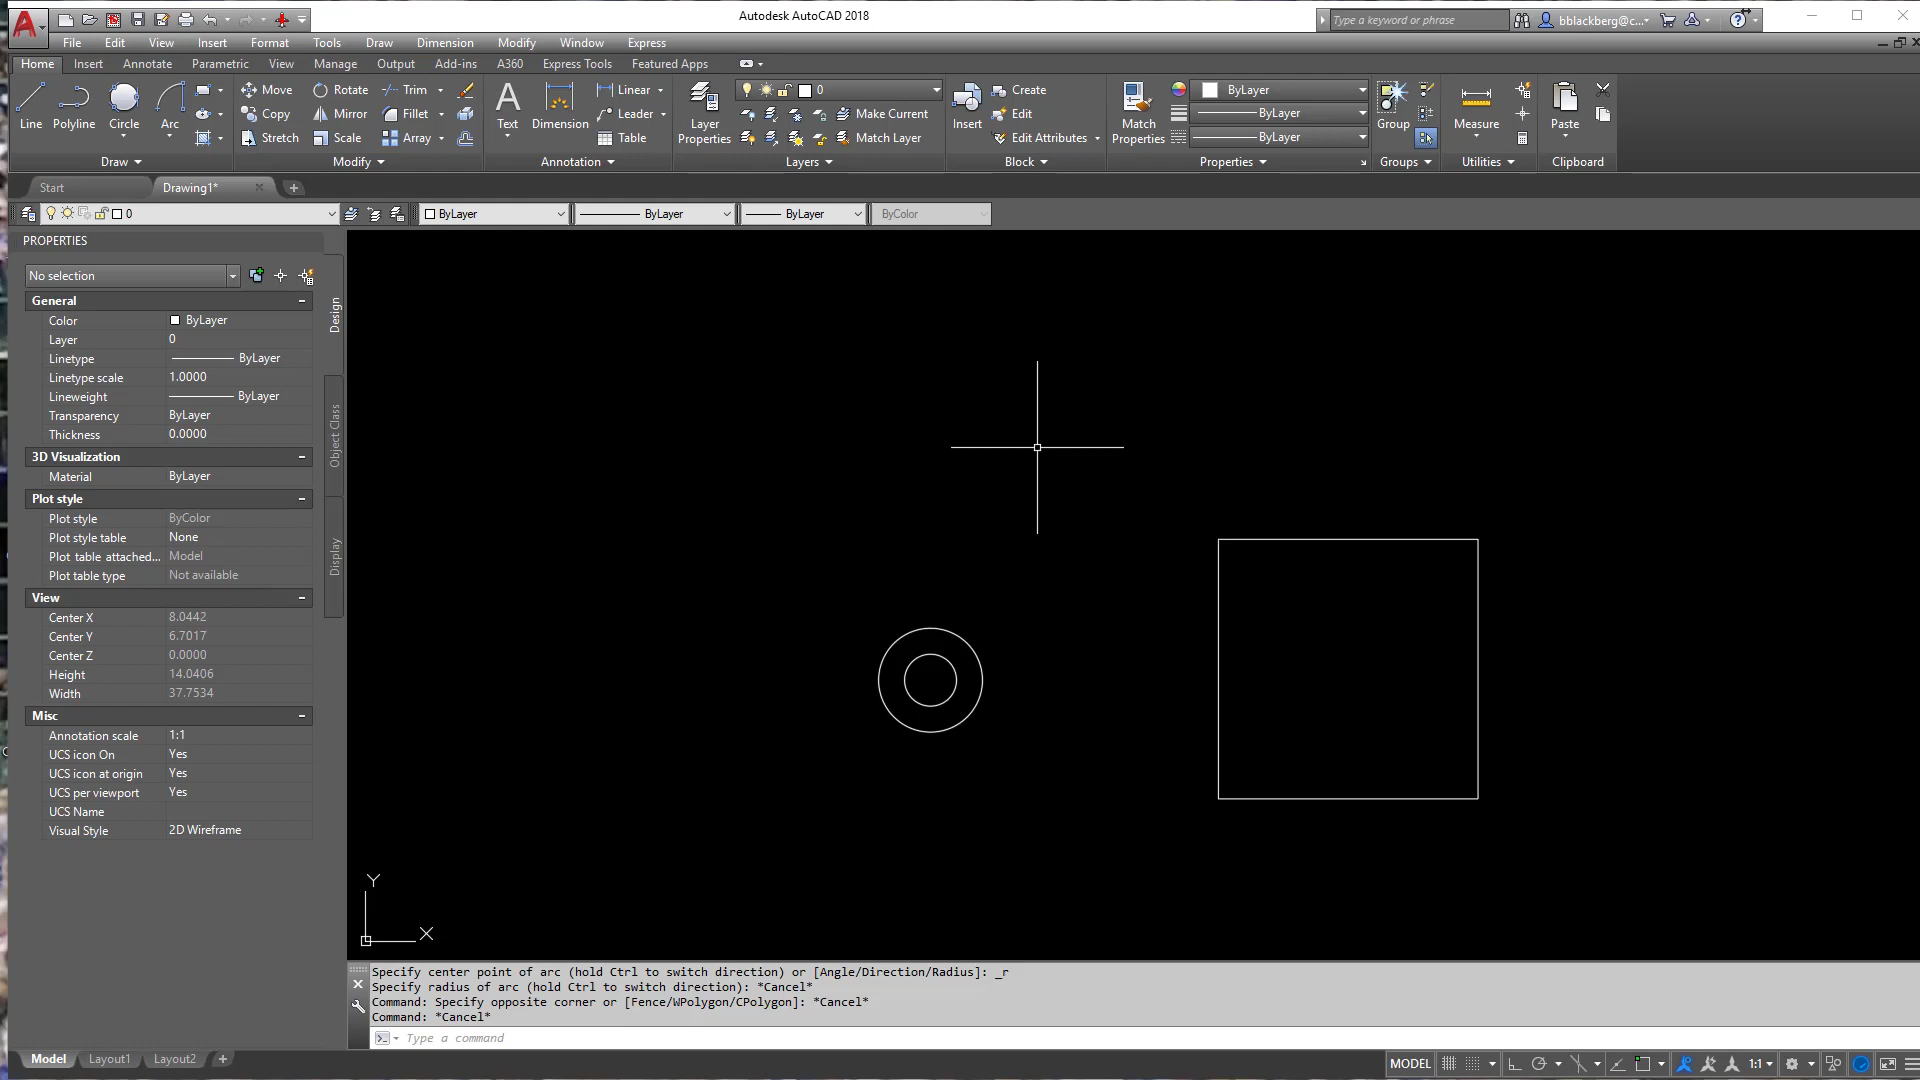 Autodesk AutoCAD 2018
Type a keyword or phrase
bblackberg@c...
File Edit View Insert Format Tools Draw Dimension Modify Window Express
Home Insert Annotate Parametric View Manage Output Add-ins A360 Express Tools Featured Apps
Line Polyline Circle Arc
Move Rotate Trim
Copy Mirror Fillet
Stretch Scale Array
Text Dimension
Linear
Leader
Table
Layer Properties
0
Make Current
Match Layer
Insert
Create
Edit
Edit Attributes
Match Properties
ByLayer
ByLayer
ByLayer
Group
Measure
Paste
Draw Modify Annotation Layers Block Properties Groups Utilities Clipboard
Start Drawing1*
0 ByLayer ByLayer ByLayer ByColor
PROPERTIES
No selection
General
Color ByLayer
Layer 0
Linetype ByLayer
Linetype scale 1.0000
Lineweight ByLayer
Transparency ByLayer
Thickness 0.0000
3D Visualization
Material ByLayer
Plot style
Plot style ByColor
Plot style table None
Plot table attached... Model
Plot table type Not available
View
Center X 8.0442
Center Y 6.7017
Center Z 0.0000
Height 14.0406
Width 37.7534
Misc
Annotation scale 1:1
UCS icon On Yes
UCS icon at origin Yes
UCS per viewport Yes
UCS Name
Visual Style 2D Wireframe
Design
Object Class
Display
Y
X
Specify center point of arc (hold Ctrl to switch direction) or [Angle/Direction/Radius]: _r
Specify radius of arc (hold Ctrl to switch direction): *Cancel*
Command: Specify opposite corner or [Fence/WPolygon/CPolygon]: *Cancel*
Command: *Cancel*
Type a command
Model Layout1 Layout2 +
MODEL 1:1